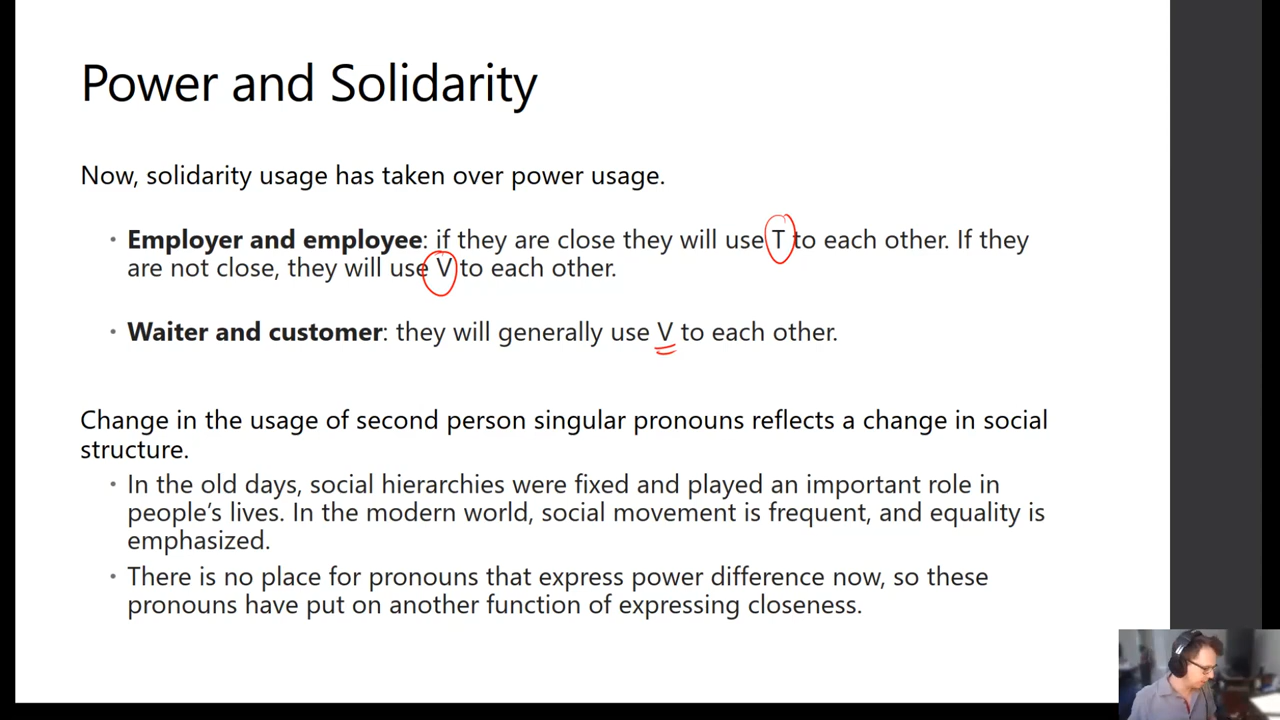 Power and Solidarity
Now, solidarity usage has taken over power usage.
• Employer and employee: if they are close they will use T to each other. If they
are not close, they will use V to each other.
• Waiter and customer: they will generally use V to each other.
Change in the usage of second person singular pronouns reflects a change in social
structure.
• In the old days, social hierarchies were fixed and played an important role in
people’s lives. In the modern world, social movement is frequent, and equality is
emphasized.
• There is no place for pronouns that express power difference now, so these
pronouns have put on another function of expressing closeness.